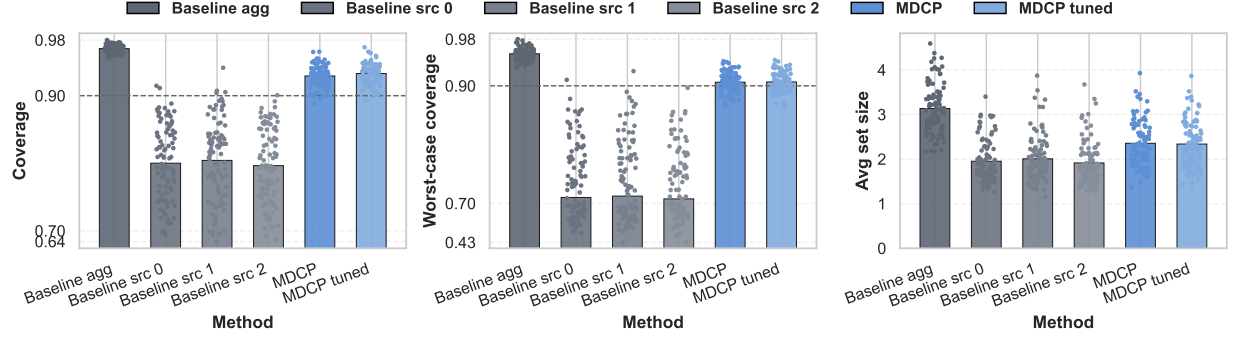 Baseline agg Baseline src 0 Baseline src 1 Baseline src 2 MDCP MDCP tuned
Coverage
0.98
0.90
0.79
0.64
Baseline agg
Baseline src 0
Baseline src 1
Baseline src 2
MDCP
MDCP tuned
Method
Worst-case coverage
0.98
0.90
0.70
0.43
Baseline agg
Baseline src 0
Baseline src 1
Baseline src 2
MDCP
MDCP tuned
Method
Avg set size
4
3
2
1
0
Baseline agg
Baseline src 0
Baseline src 1
Baseline src 2
MDCP
MDCP tuned
Method